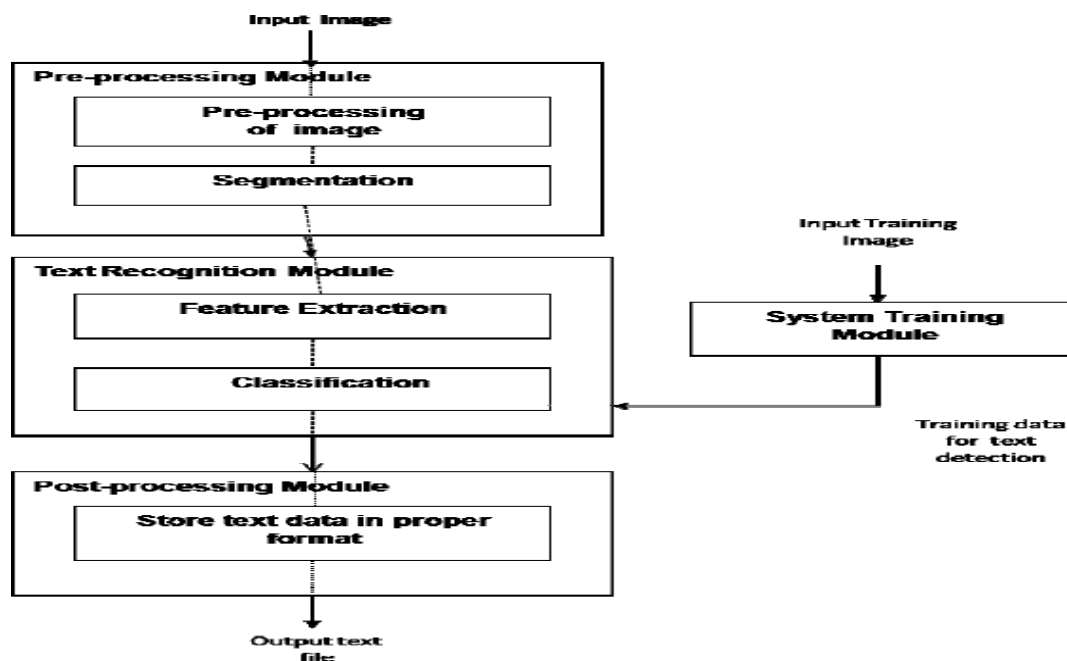 Input Image
Pre-processing Module
Pre-processing
of image
Segmentation
Input Training
Image
Text Recognition Module
Feature Extraction
System Training
Module
Classification
Training data
for text
detection
Post-processing Module
Store text data in proper
format
Output text
file